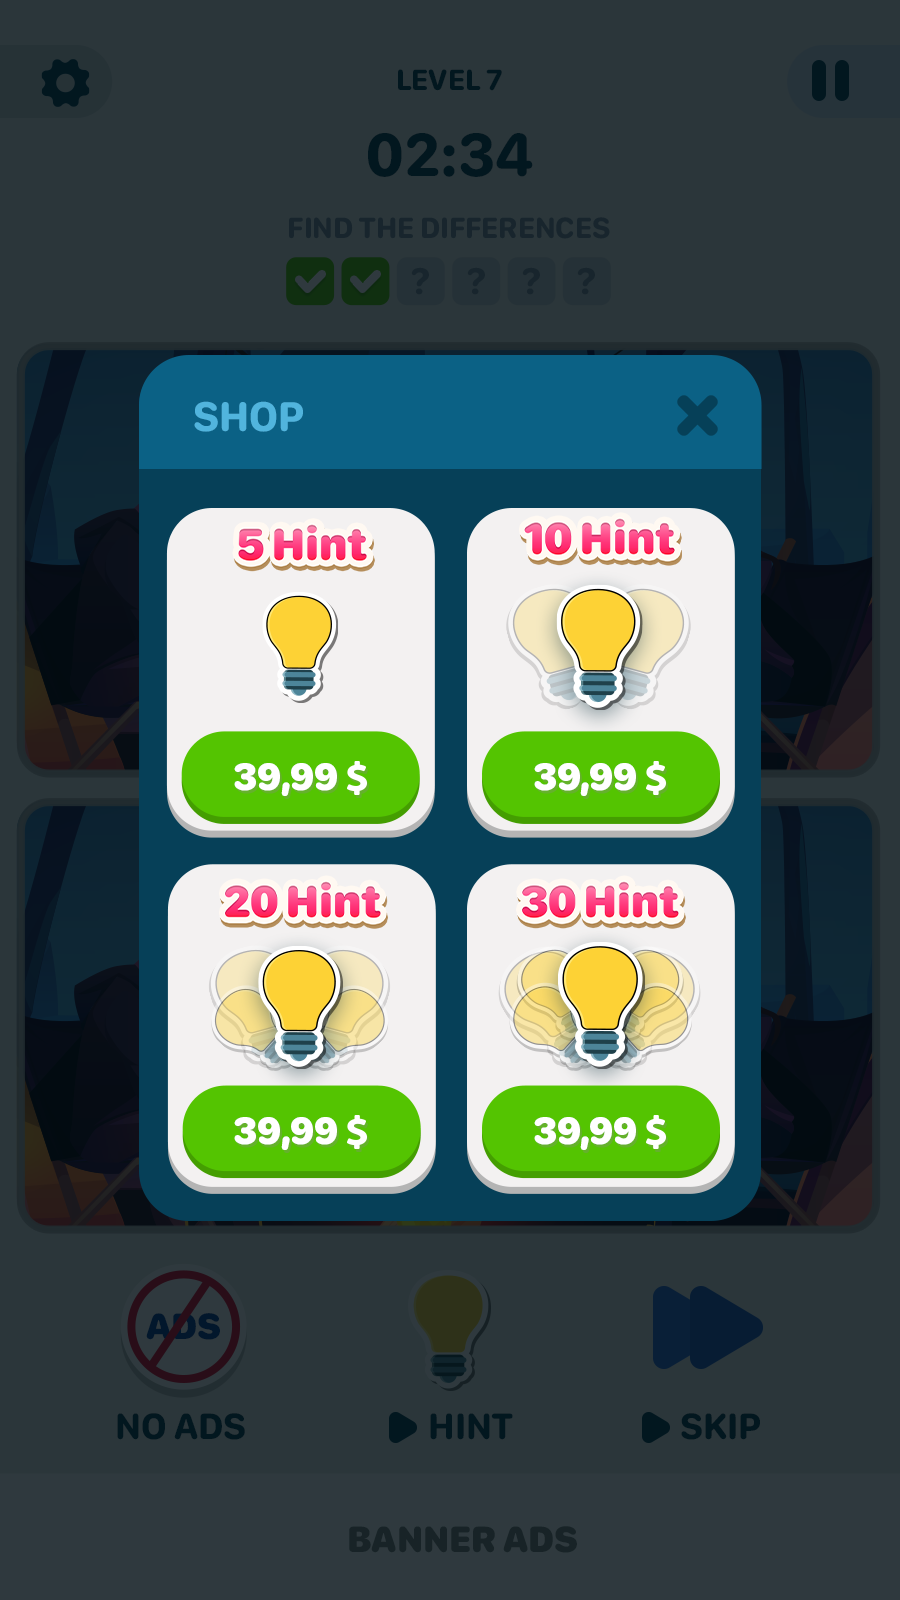 LEVEL 7
02:34
FIND THE DIFFERENCES
? ? ? ?
SHOP
5 Hint
10 Hint
39,99 $
39,99 $
20 Hint
30 Hint
39,99 $
39,99 $
ADS
NO ADS
HINT
SKIP
BANNER ADS